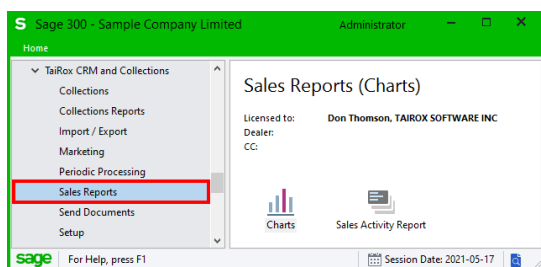 S Sage 300 - Sample Company Limited Administrator
Home
TaiRox CRM and Collections
Collections
Collections Reports
Import / Export
Marketing
Periodic Processing
Sales Reports
Send Documents
Setup
Sales Reports (Charts)
Licensed to: Don Thomson, TAIROX SOFTWARE INC
Dealer:
CC:
Charts Sales Activity Report
sage For Help, press F1 Session Date: 2021-05-17